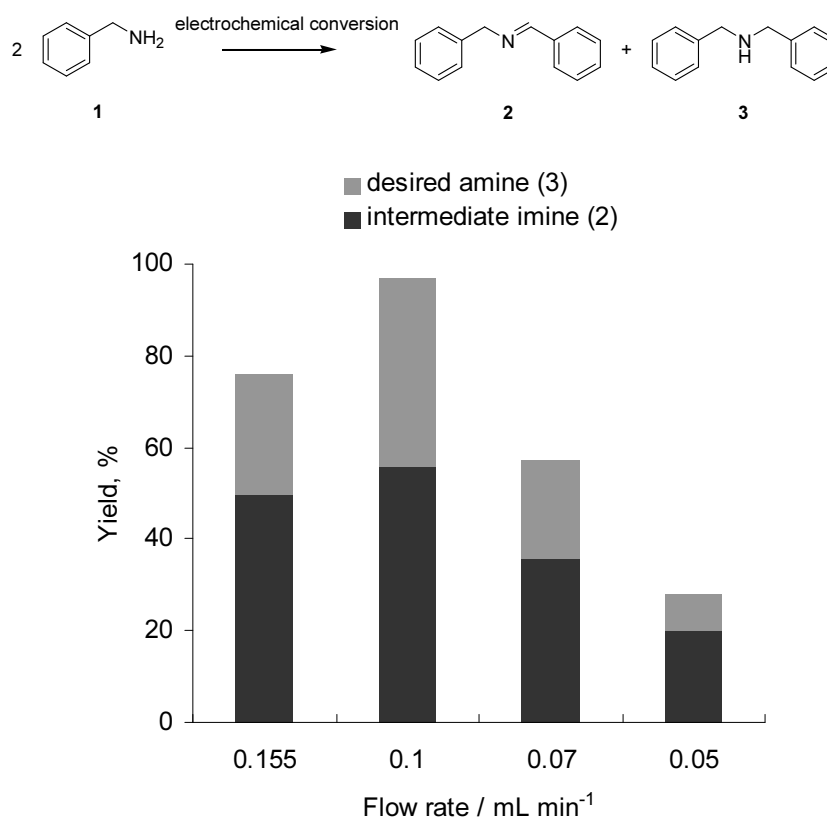 2 NH₂ electrochemical conversion N + N
H
1 2 3
desired amine (3)
intermediate imine (2)
100
80
60
40
20
0
Yield, %
0.155 0.1 0.07 0.05
Flow rate / mL min⁻¹